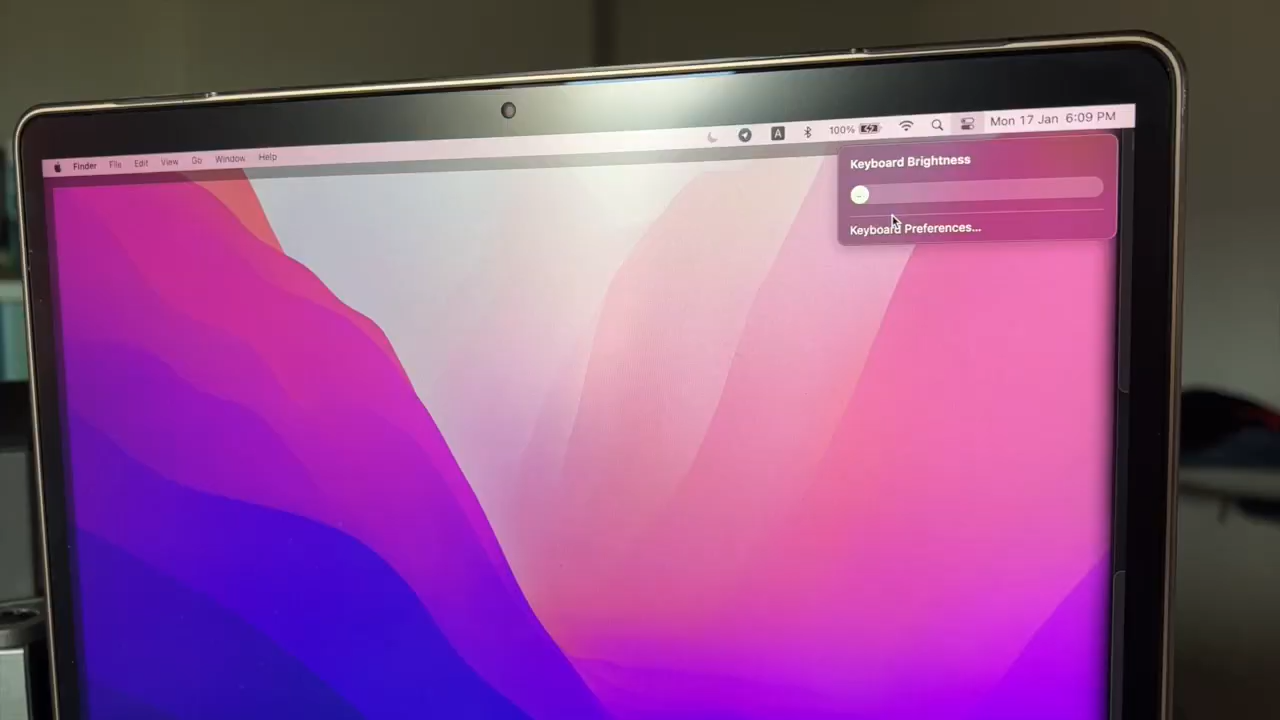 Finder File Edit View Go Window Help A 100% Mon 17 Jan 6:09 PM
Keyboard Brightness
Keyboard Preferences...